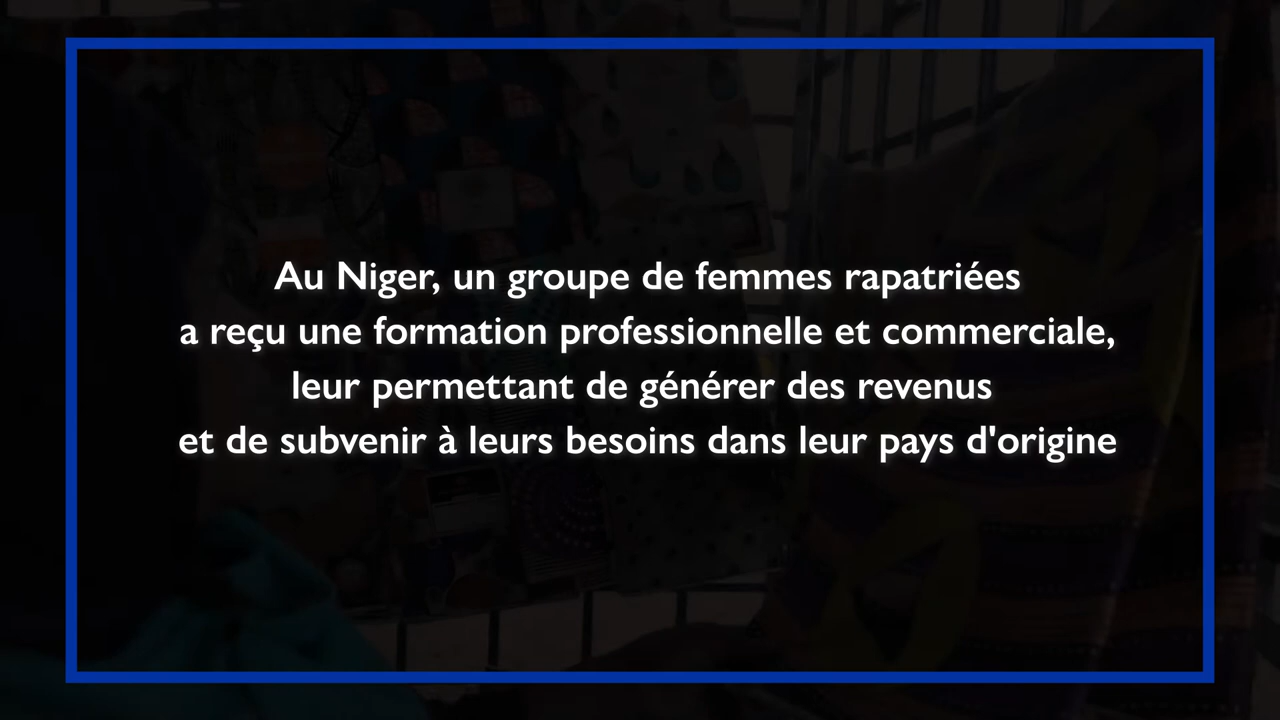 Au Niger, un groupe de femmes rapatriées
a reçu une formation professionnelle et commerciale,
leur permettant de générer des revenus
et de subvenir à leurs besoins dans leur pays d'origine